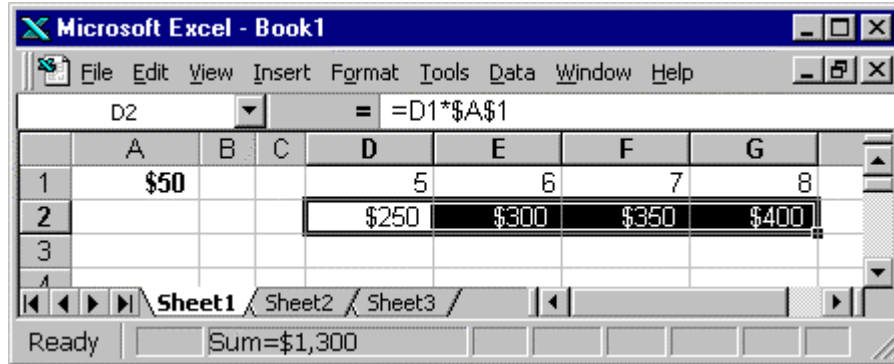 Microsoft Excel - Book1
File Edit View Insert Format Tools Data Window Help
D2 = =D1*$A$1
A B C D E F G
1 $50 5 6 7 8
2 $250 $300 $350 $400
3
4
Sheet1 Sheet2 Sheet3
Ready Sum=$1,300